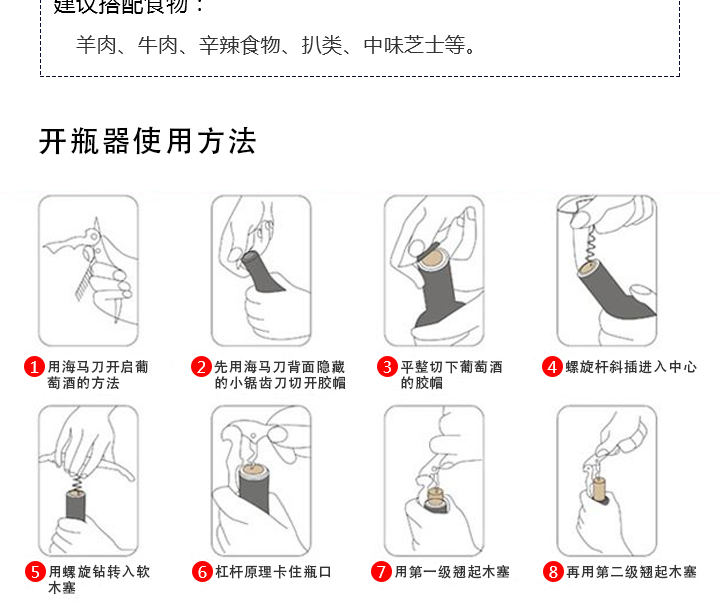 建议搭配食物：
羊肉、牛肉、辛辣食物、扒类、中味芝士等。
开瓶器使用方法
1 用海马刀开启葡
萄酒的方法
2 先用海马刀背面隐藏
的小锯齿刀切开胶帽
3 平整切下葡萄酒
的胶帽
4 螺旋杆斜插进入中心
5 用螺旋钻转入软
木塞
6 杠杆原理卡住瓶口
7 用第一级翘起木塞
8 再用第二级翘起木塞